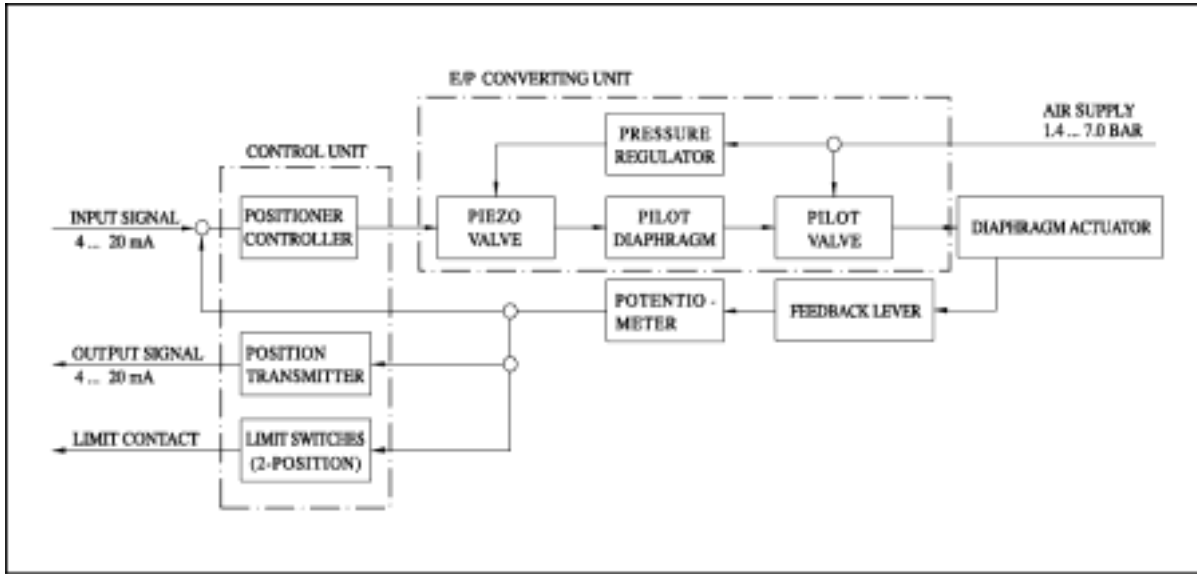 E/P CONVERTING UNIT
AIR SUPPLY
1.4 ... 7.0 BAR
PRESSURE
REGULATOR
CONTROL UNIT
INPUT SIGNAL
4 ... 20 mA
POSITIONER
CONTROLLER
PIEZO
VALVE
PILOT
DIAPHRAGM
PILOT
VALVE
DIAPHRAGM ACTUATOR
POTENTIO -
METER
FEEDBACK LEVER
OUTPUT SIGNAL
4 ... 20 mA
POSITION
TRANSMITTER
LIMIT CONTACT
LIMIT SWITCHES
(2-POSITION)